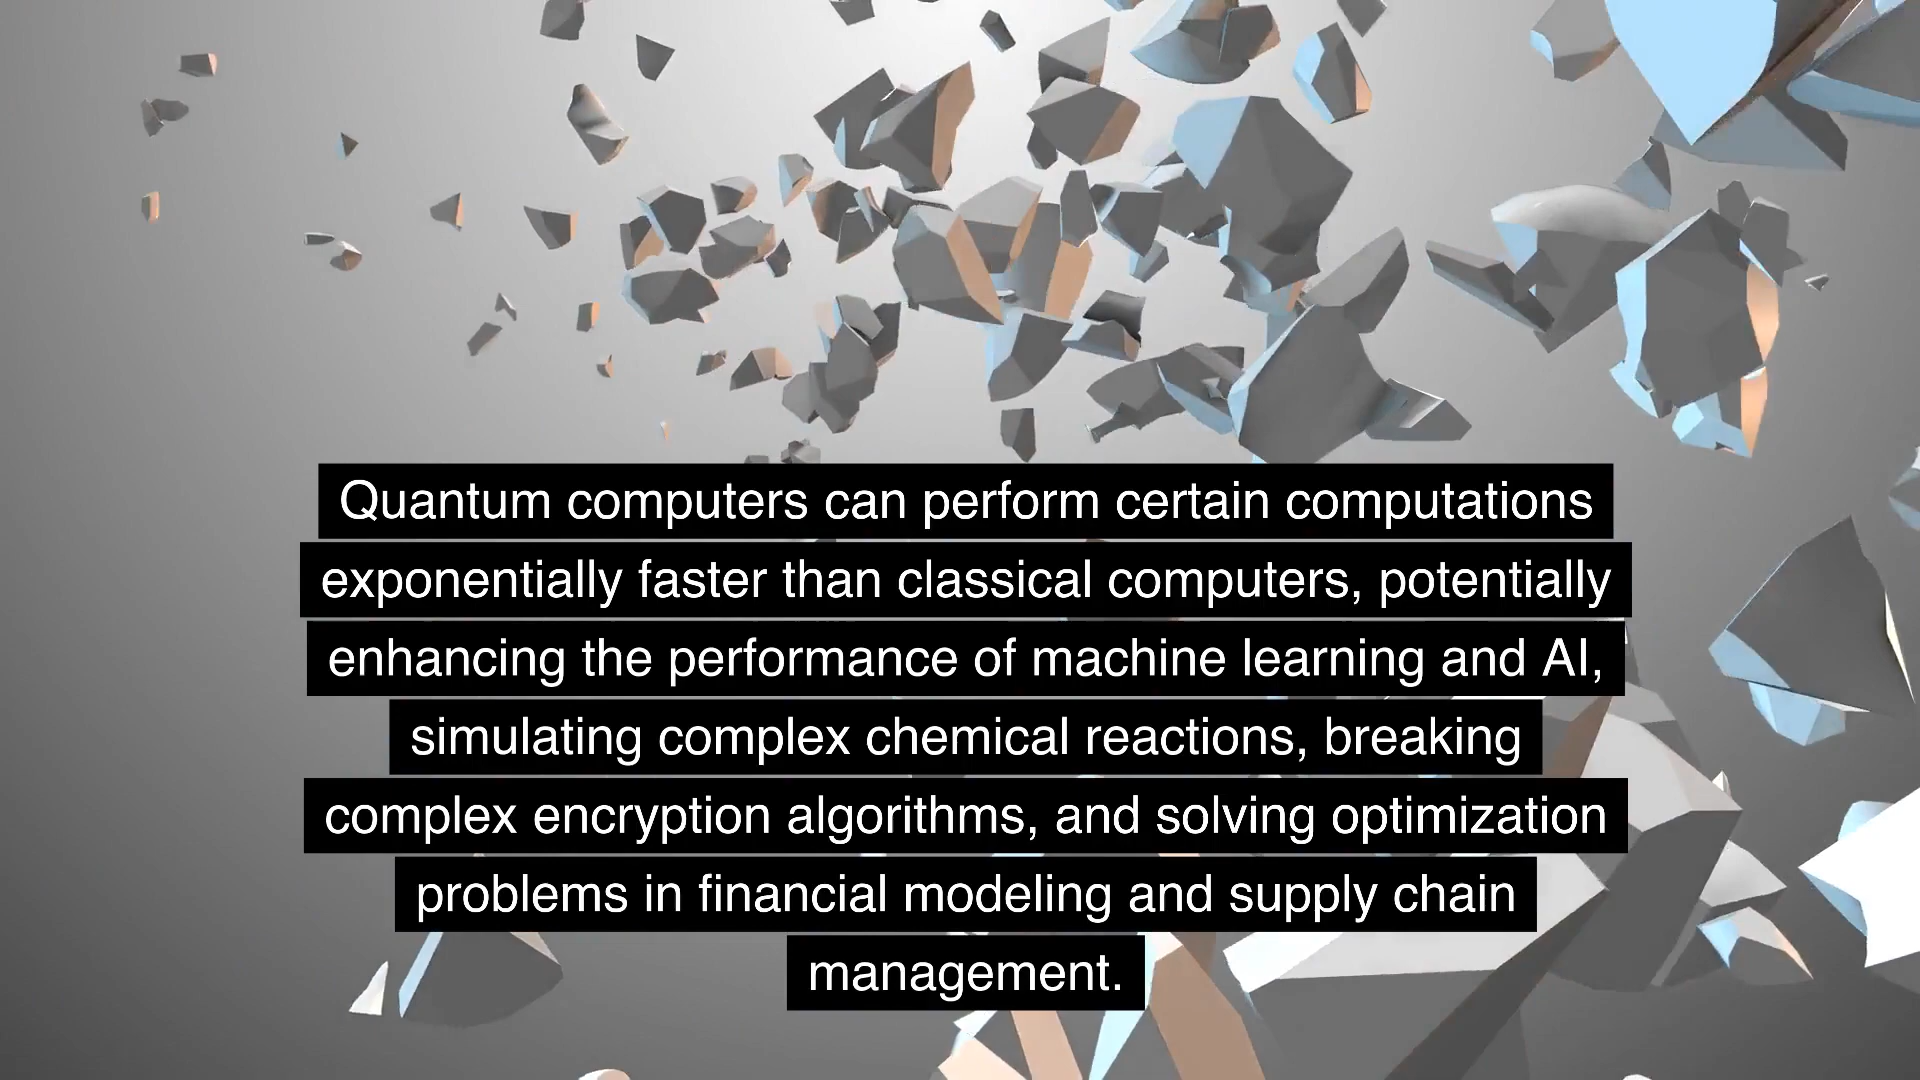 Quantum computers can perform certain computations
exponentially faster than classical computers, potentially
enhancing the performance of machine learning and AI,
simulating complex chemical reactions, breaking
complex encryption algorithms, and solving optimization
problems in financial modeling and supply chain
management.